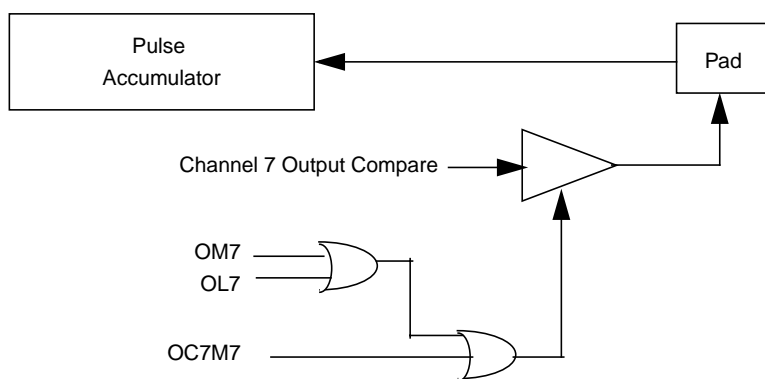 Pulse
Accumulator
Pad
Channel 7 Output Compare
OM7
OL7
OC7M7